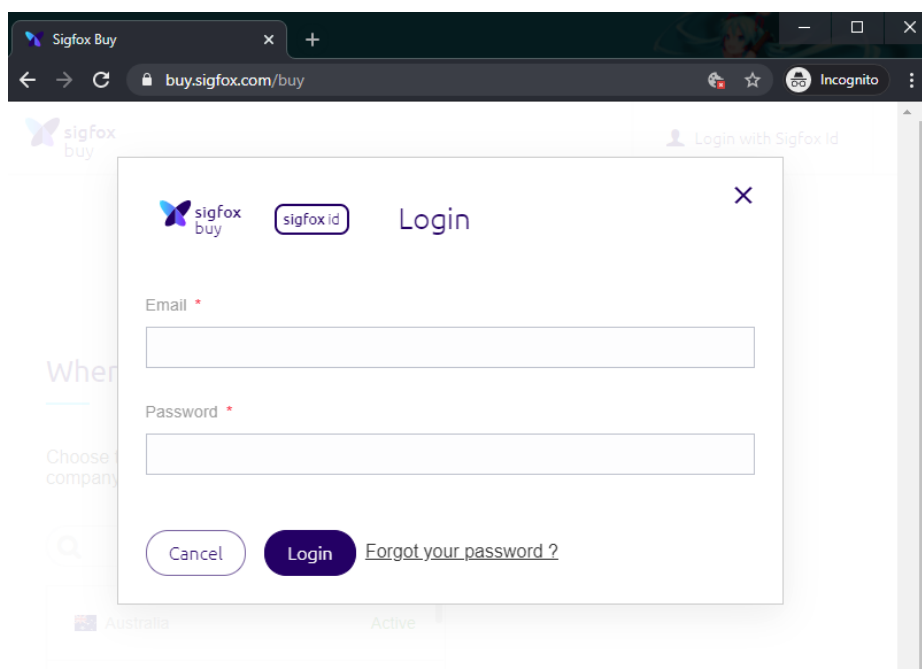 Sigfox Buy
buy.sigfox.com/buy
Incognito
sigfox
buy
Login with Sigfox Id
sigfox
buy
sigfox id
Login
Email *
Password *
Wher
Choose t
company
Cancel
Login
Forgot your password ?
Australia
Active